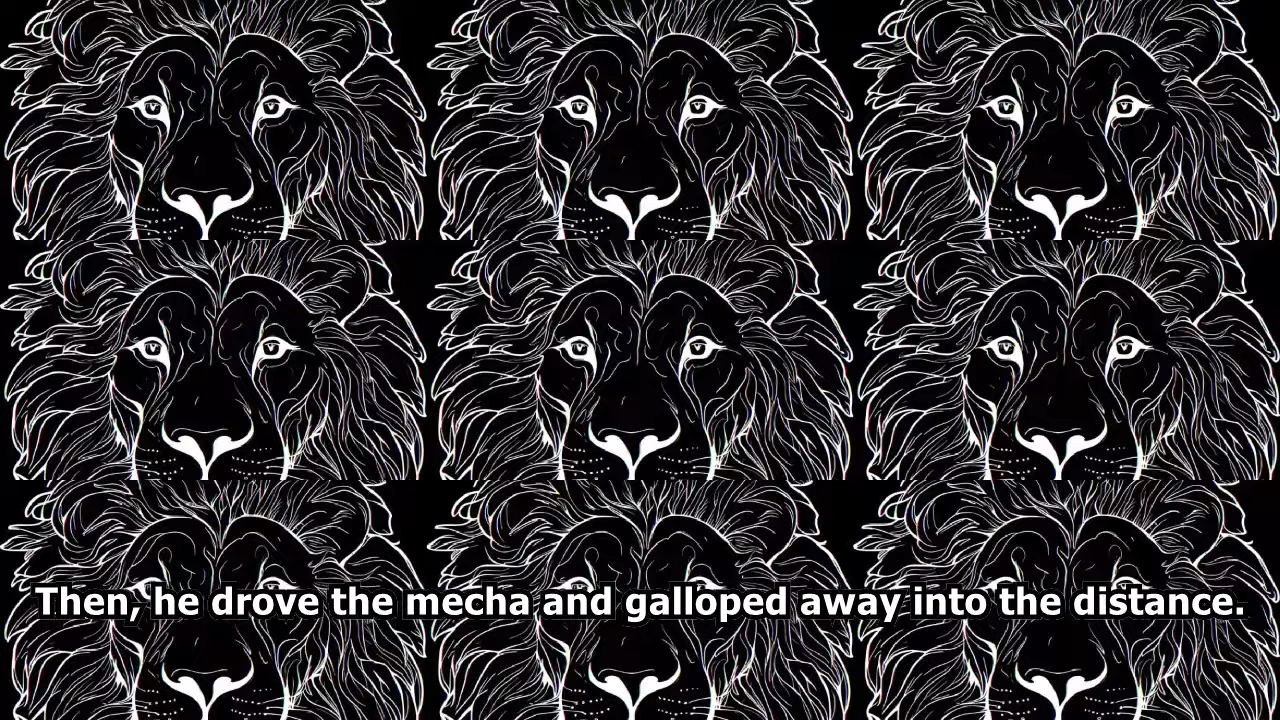 Then, he drove the mecha and galloped away into the distance.